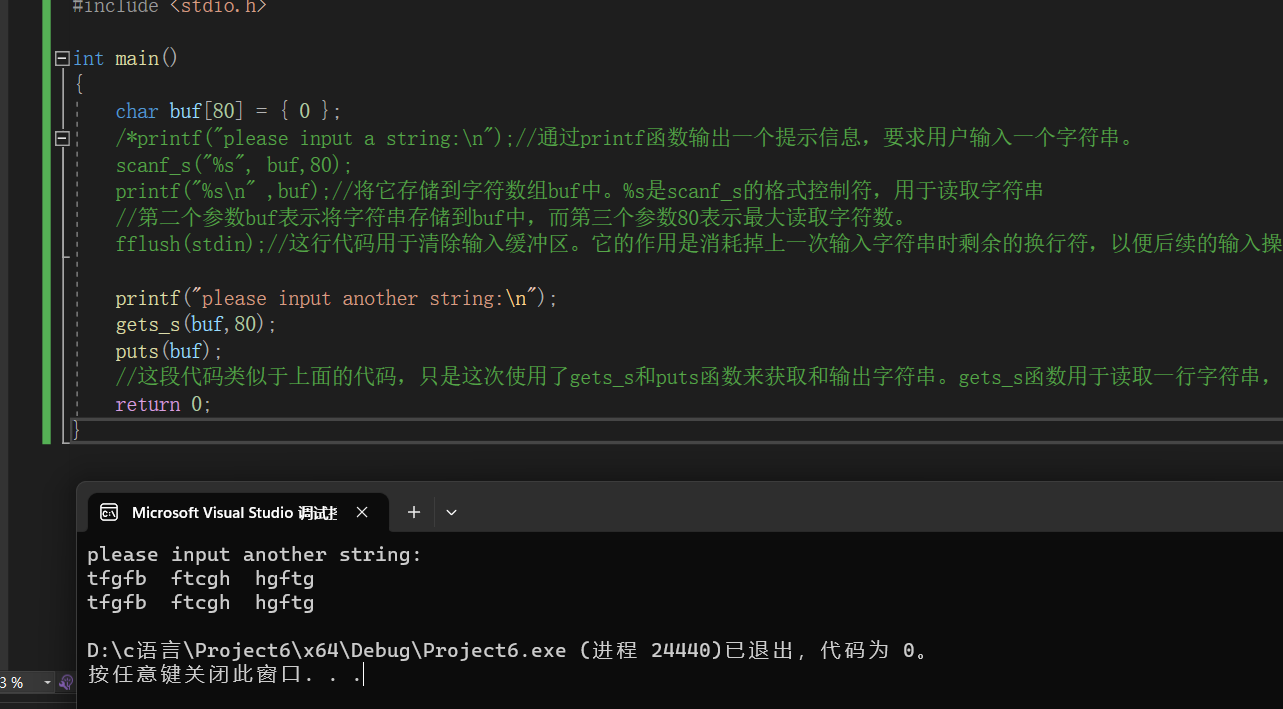 #include <stdio.h>
int main()
{
char buf[80] = { 0 };
/*printf("please input a string:\n");//通过printf函数输出一个提示信息，要求用户输入一个字符串。
scanf_s("%s", buf,80);
printf("%s\n" ,buf);//将它存储到字符数组buf中。%s是scanf_s的格式控制符，用于读取字符串
//第二个参数buf表示将字符串存储到buf中，而第三个参数80表示最大读取字符数。
fflush(stdin);//这行代码用于清除输入缓冲区。它的作用是消耗掉上一次输入字符串时剩余的换行符，以便后续的输入操
printf("please input another string:\n");
gets_s(buf,80);
puts(buf);
//这段代码类似于上面的代码，只是这次使用了gets_s和puts函数来获取和输出字符串。gets_s函数用于读取一行字符串，
return 0;
}
Microsoft Visual Studio 调试
please input another string:
tfgfb  ftcgh  hgftg
tfgfb  ftcgh  hgftg
D:\c语言\Project6\x64\Debug\Project6.exe (进程 24440)已退出，代码为 0。
按任意键关闭此窗口. . .
3 %